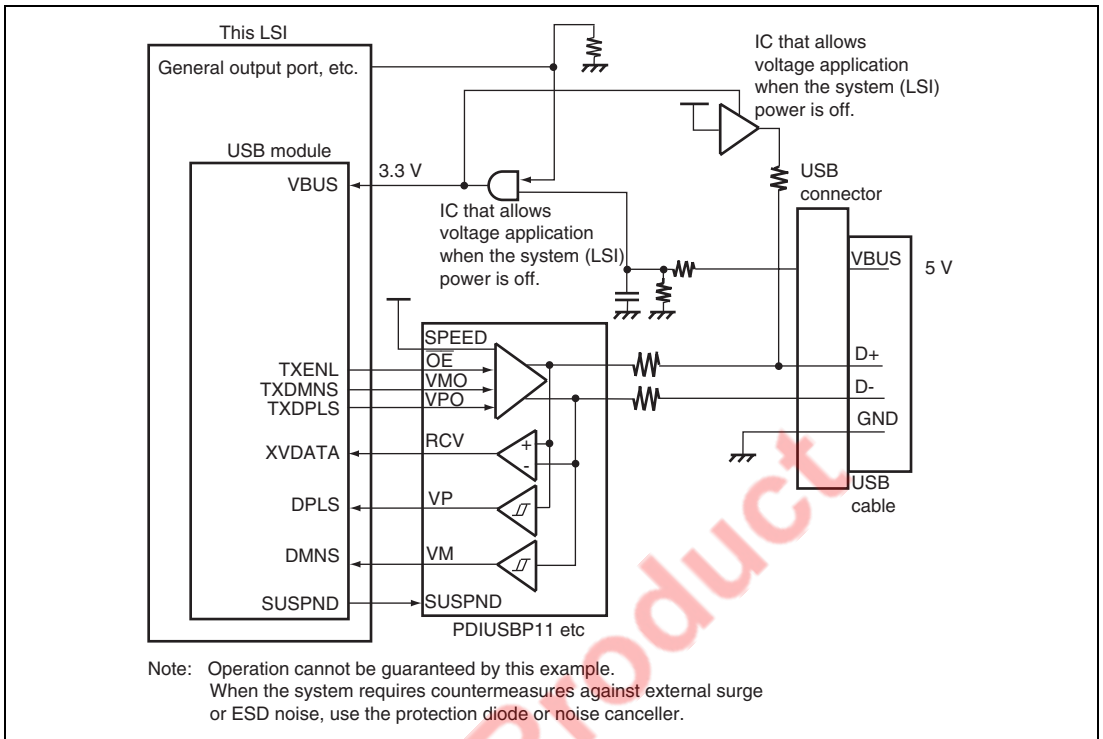 This LSI
General output port, etc.
IC that allows
voltage application
when the system (LSI)
power is off.
USB module
VBUS
3.3 V
IC that allows
voltage application
when the system (LSI)
power is off.
USB
connector
VBUS
5 V
SPEED
TXENL
OE
TXDMNS
VMO
TXDPLS
VPO
D+
D-
GND
XVDATA
RCV
+
-
DPLS
VP
DMNS
VM
SUSPND
SUSPND
USB
cable
PDIUSBP11 etc
Note: Operation cannot be guaranteed by this example.
When the system requires countermeasures against external surge
or ESD noise, use the protection diode or noise canceller.
Product